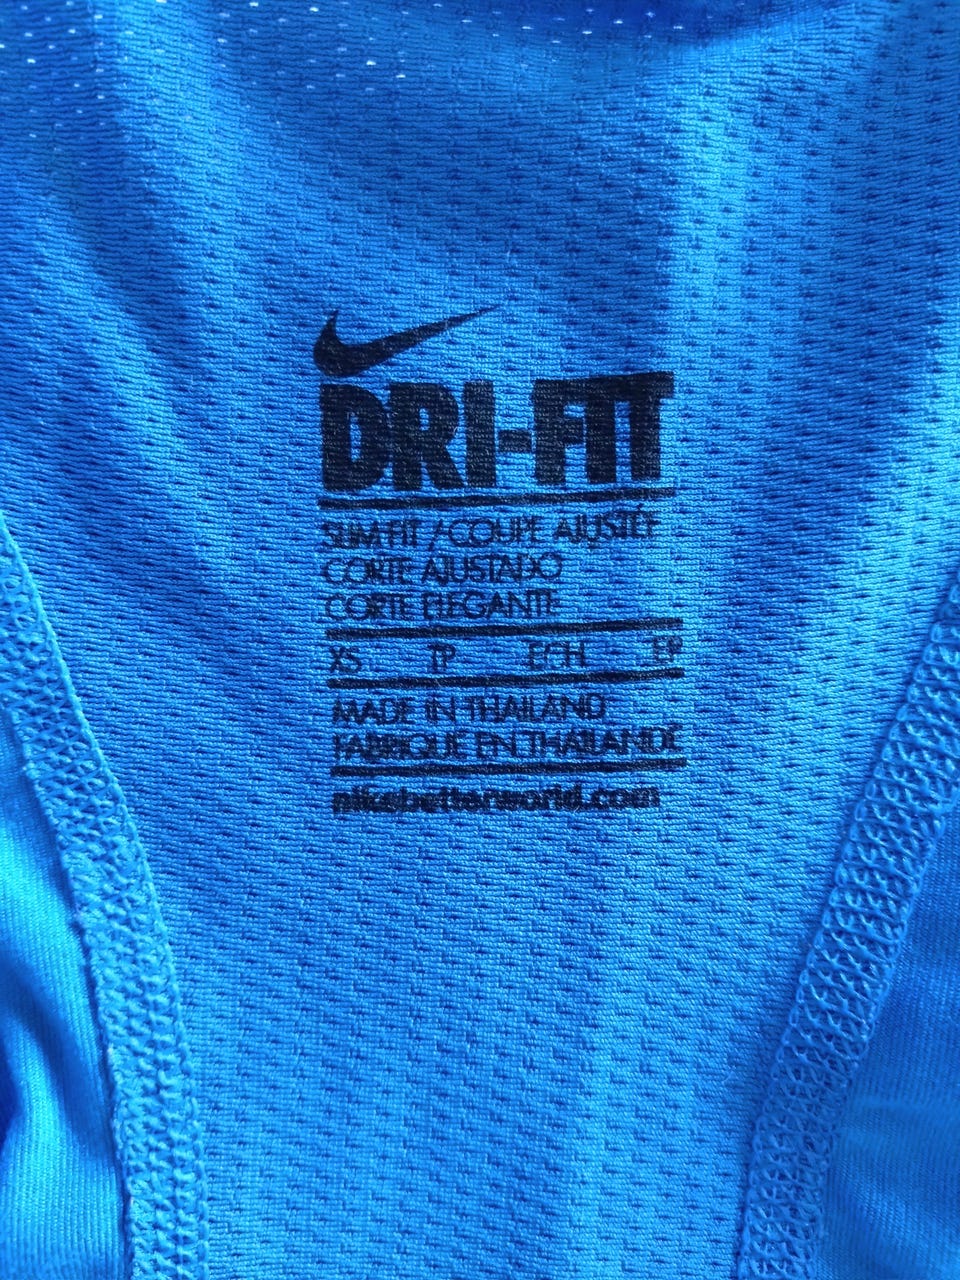 DRI-FIT
SLIM FIT / COUPE AJUSTÉE
CORTE AJUSTADO
CORTE ELEGANTE
XS TP ECH EP
MADE IN THAILAND
FABRIQUÉ EN THAÏLANDE
nikebetterworld.com